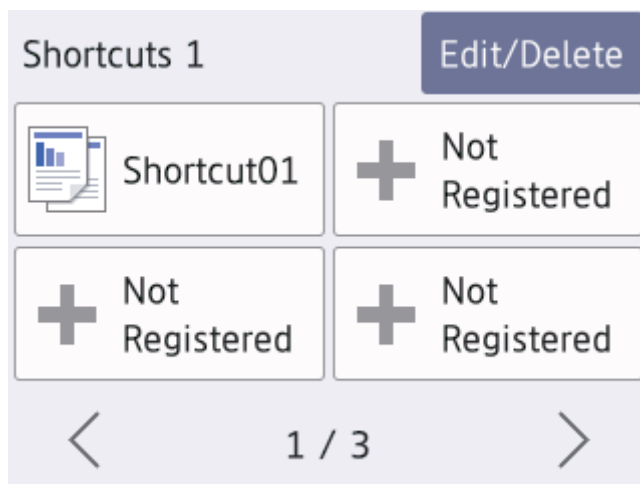 Shortcuts 1
Edit/Delete
Shortcut01
Not
Registered
Not
Registered
Not
Registered
1 / 3